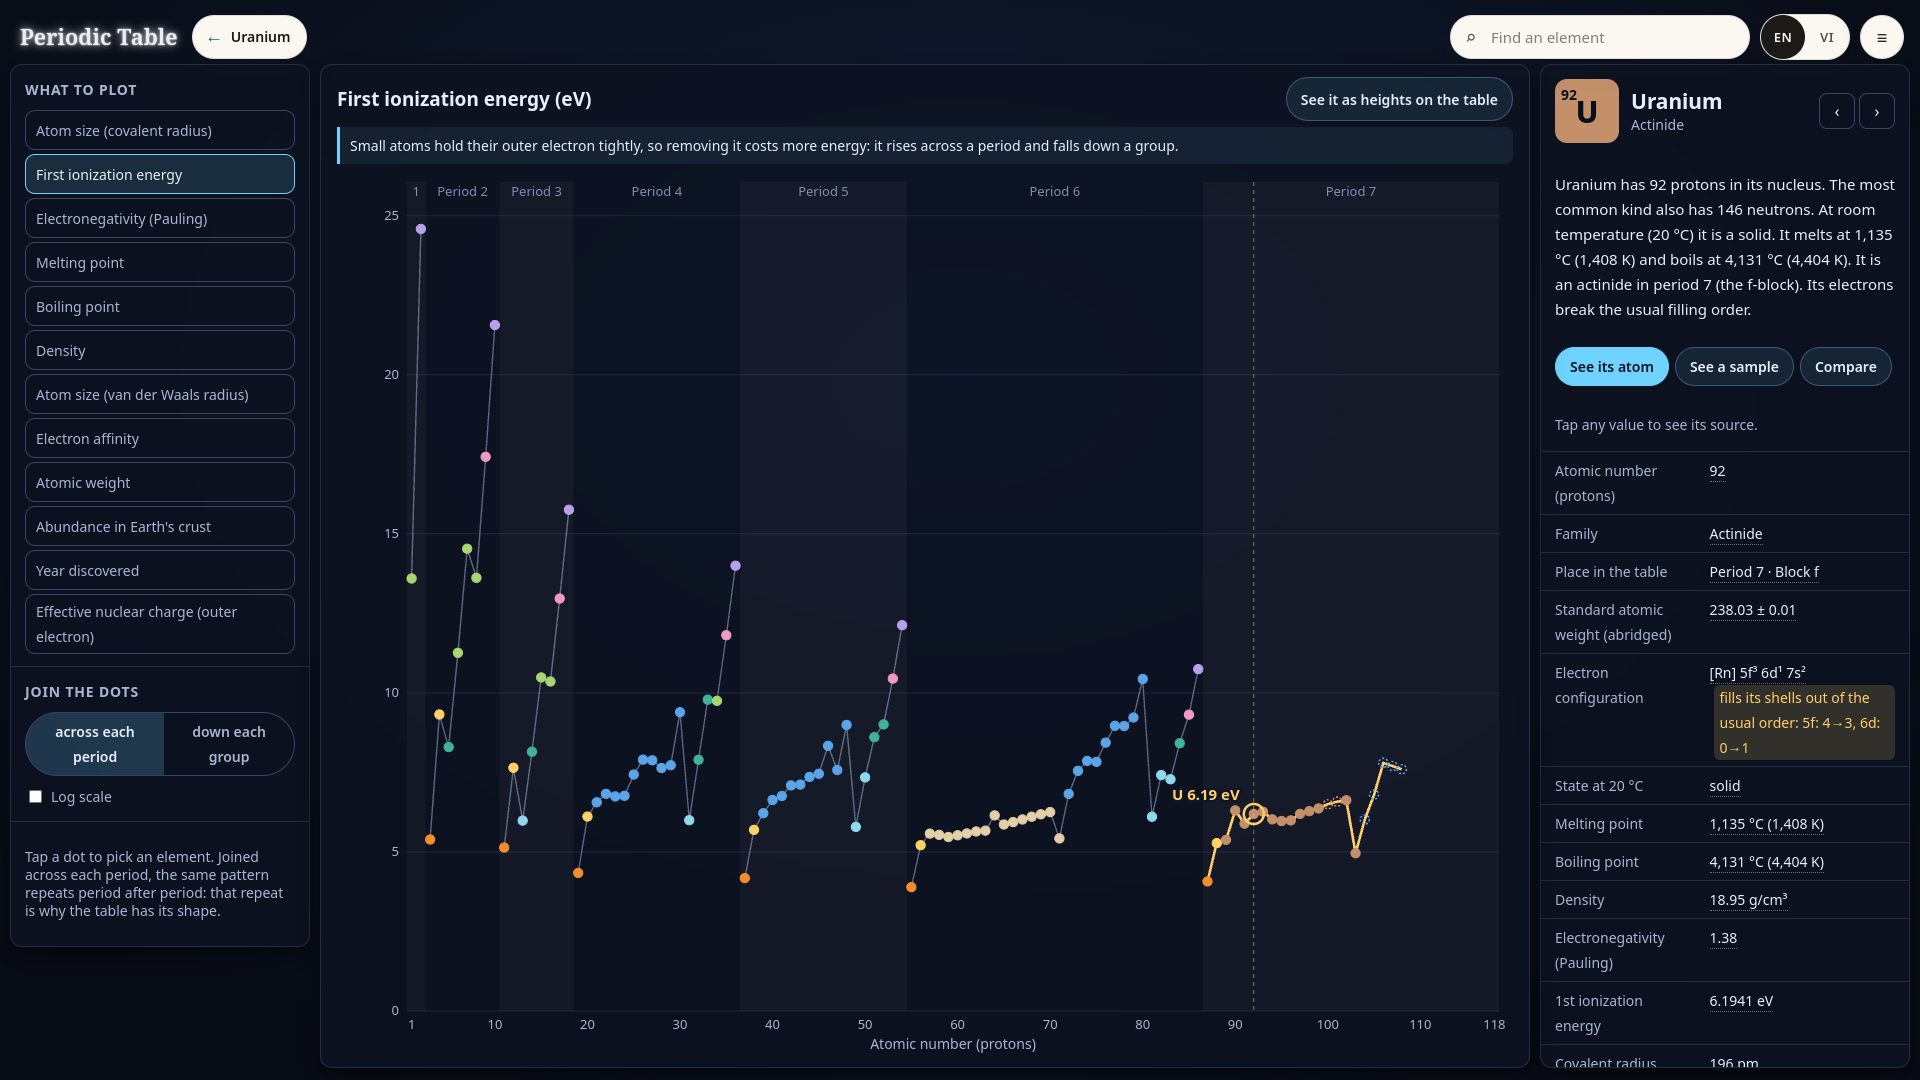 Periodic Table
← Uranium
Find an element
EN
VI
≡
WHAT TO PLOT
Atom size (covalent radius)
First ionization energy
Electronegativity (Pauling)
Melting point
Boiling point
Density
Atom size (van der Waals radius)
Electron affinity
Atomic weight
Abundance in Earth's crust
Year discovered
Effective nuclear charge (outer
electron)
JOIN THE DOTS
across each
period
down each
group
Log scale
Tap a dot to pick an element. Joined
across each period, the same pattern
repeats period after period: that repeat
is why the table has its shape.
First ionization energy (eV)
See it as heights on the table
Small atoms hold their outer electron tightly, so removing it costs more energy: it rises across a period and falls down a group.
1 Period 2 Period 3 Period 4 Period 5 Period 6 Period 7
25
20
15
10
5
0
U 6.19 eV
1 10 20 30 40 50 60 70 80 90 100 110 118
Atomic number (protons)
92
U
Uranium
Actinide
‹ ›
Uranium has 92 protons in its nucleus. The most
common kind also has 146 neutrons. At room
temperature (20 °C) it is a solid. It melts at 1,135
°C (1,408 K) and boils at 4,131 °C (4,404 K). It is
an actinide in period 7 (the f-block). Its electrons
break the usual filling order.
See its atom
See a sample
Compare
Tap any value to see its source.
Atomic number
(protons)
92
Family
Actinide
Place in the table
Period 7 · Block f
Standard atomic
weight (abridged)
238.03 ± 0.01
Electron
configuration
[Rn] 5f³ 6d¹ 7s²
fills its shells out of the
usual order: 5f: 4→3, 6d:
0→1
State at 20 °C
solid
Melting point
1,135 °C (1,408 K)
Boiling point
4,131 °C (4,404 K)
Density
18.95 g/cm³
Electronegativity
(Pauling)
1.38
1st ionization
energy
6.1941 eV
Covalent radius
196 pm